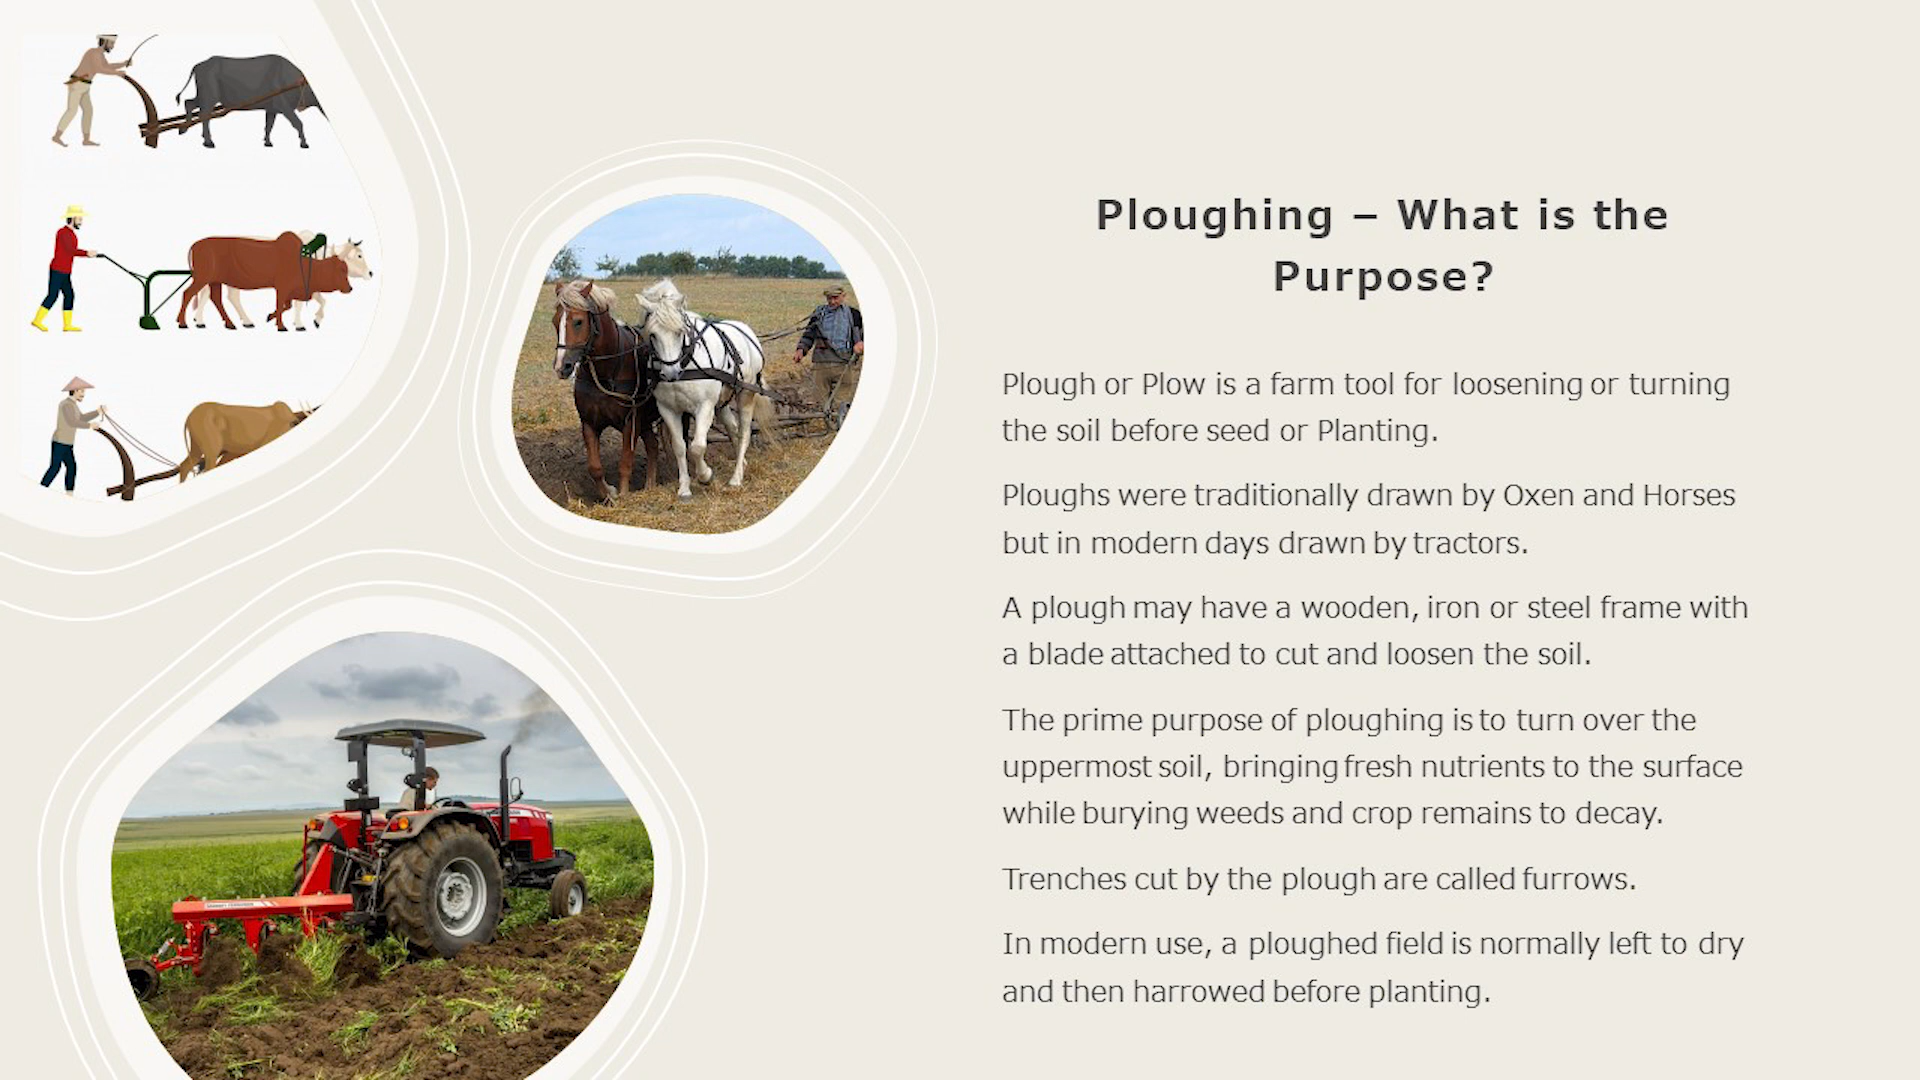 Ploughing – What is the
Purpose?
Plough or Plow is a farm tool for loosening or turning
the soil before seed or Planting.
Ploughs were traditionally drawn by Oxen and Horses
but in modern days drawn by tractors.
A plough may have a wooden, iron or steel frame with
a blade attached to cut and loosen the soil.
The prime purpose of ploughing is to turn over the
uppermost soil, bringing fresh nutrients to the surface
while burying weeds and crop remains to decay.
Trenches cut by the plough are called furrows.
In modern use, a ploughed field is normally left to dry
and then harrowed before planting.